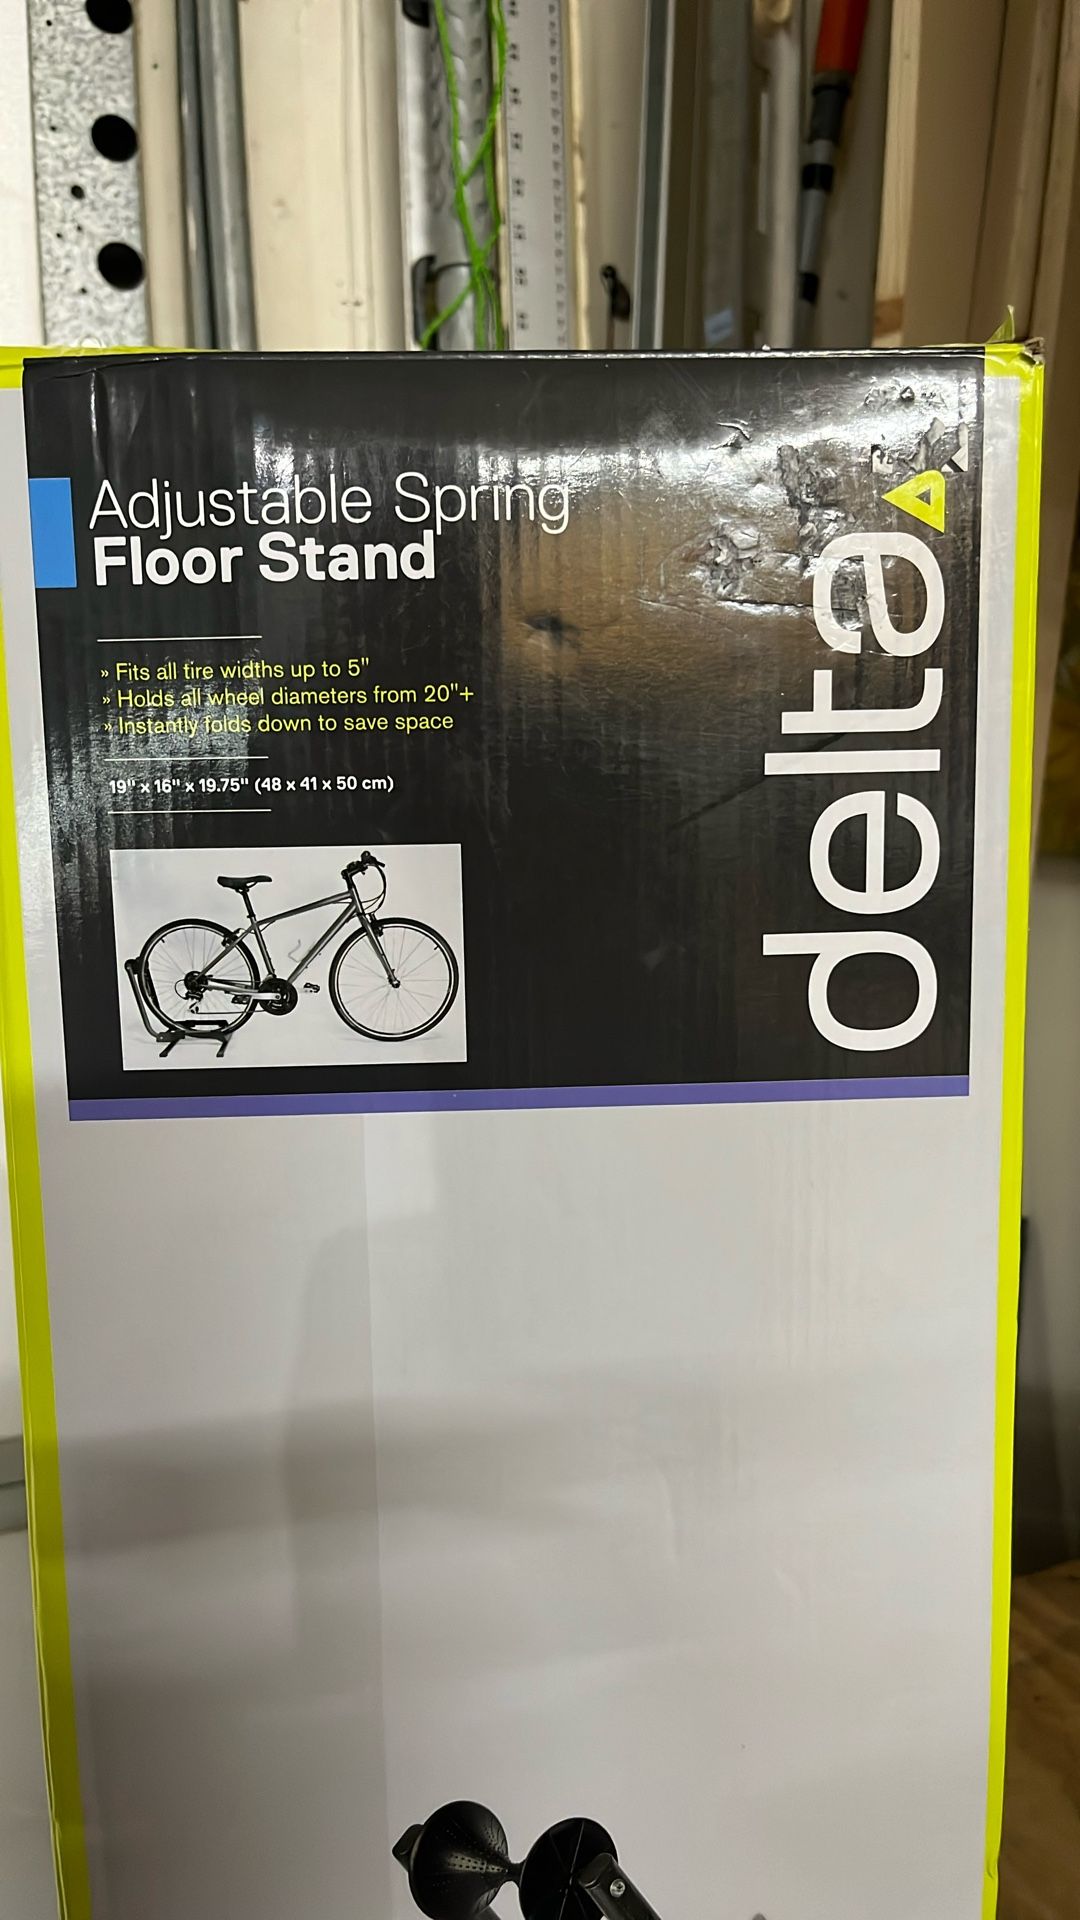 Adjustable Spring
Floor Stand
» Fits all tire widths up to 5"
» Holds all wheel diameters from 20"+
» Instantly folds down to save space
19" x 16" x 19.75" (48 x 41 x 50 cm)
delta